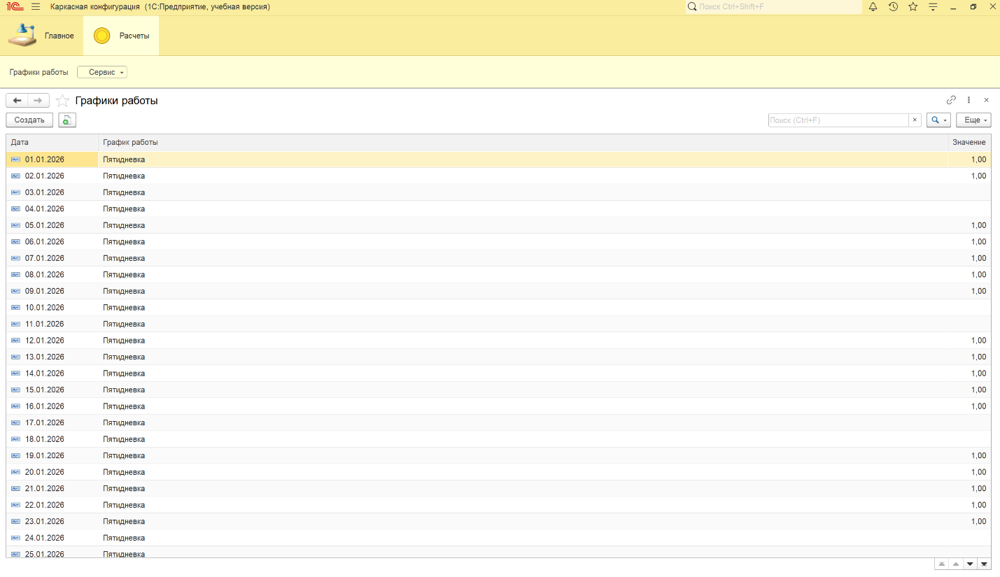 1С Каркасная конфигурация (1С:Предприятие, учебная версия) Поиск Ctrl+Shift+F
Главное Расчеты
Графики работы Сервис
Графики работы
Создать Поиск (Ctrl+F) × Еще
Дата График работы Значение
01.01.2026 Пятидневка 1,00
02.01.2026 Пятидневка 1,00
03.01.2026 Пятидневка
04.01.2026 Пятидневка
05.01.2026 Пятидневка 1,00
06.01.2026 Пятидневка 1,00
07.01.2026 Пятидневка 1,00
08.01.2026 Пятидневка 1,00
09.01.2026 Пятидневка 1,00
10.01.2026 Пятидневка
11.01.2026 Пятидневка
12.01.2026 Пятидневка 1,00
13.01.2026 Пятидневка 1,00
14.01.2026 Пятидневка 1,00
15.01.2026 Пятидневка 1,00
16.01.2026 Пятидневка 1,00
17.01.2026 Пятидневка
18.01.2026 Пятидневка
19.01.2026 Пятидневка 1,00
20.01.2026 Пятидневка 1,00
21.01.2026 Пятидневка 1,00
22.01.2026 Пятидневка 1,00
23.01.2026 Пятидневка 1,00
24.01.2026 Пятидневка
25.01.2026 Пятидневка